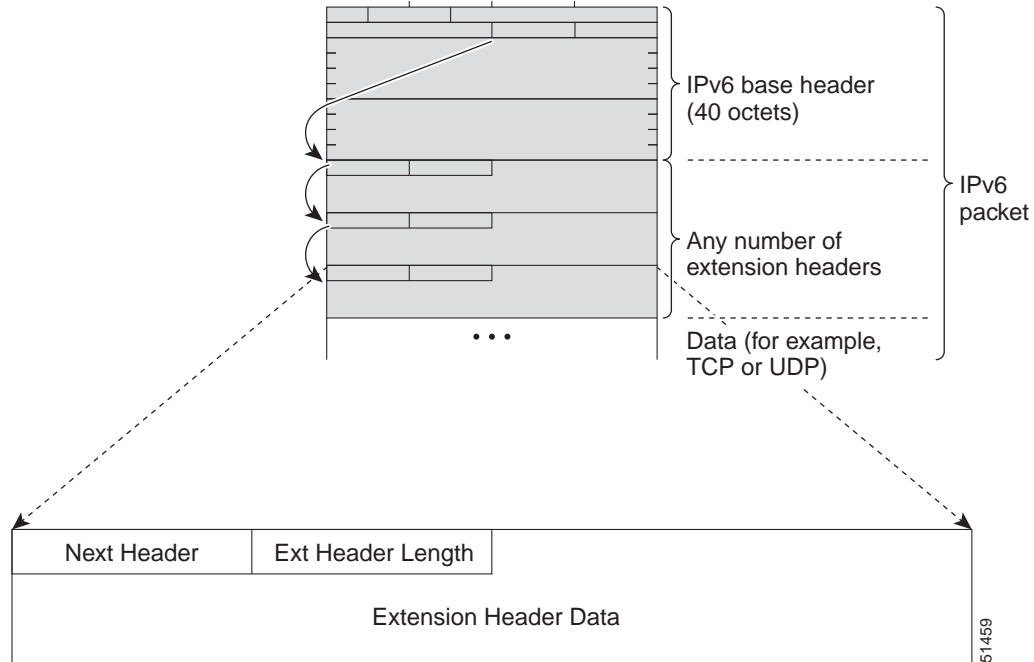 IPv6 base header
(40 octets)
IPv6
packet
Any number of
extension headers
Data (for example,
TCP or UDP)
Next Header
Ext Header Length
Extension Header Data
51459